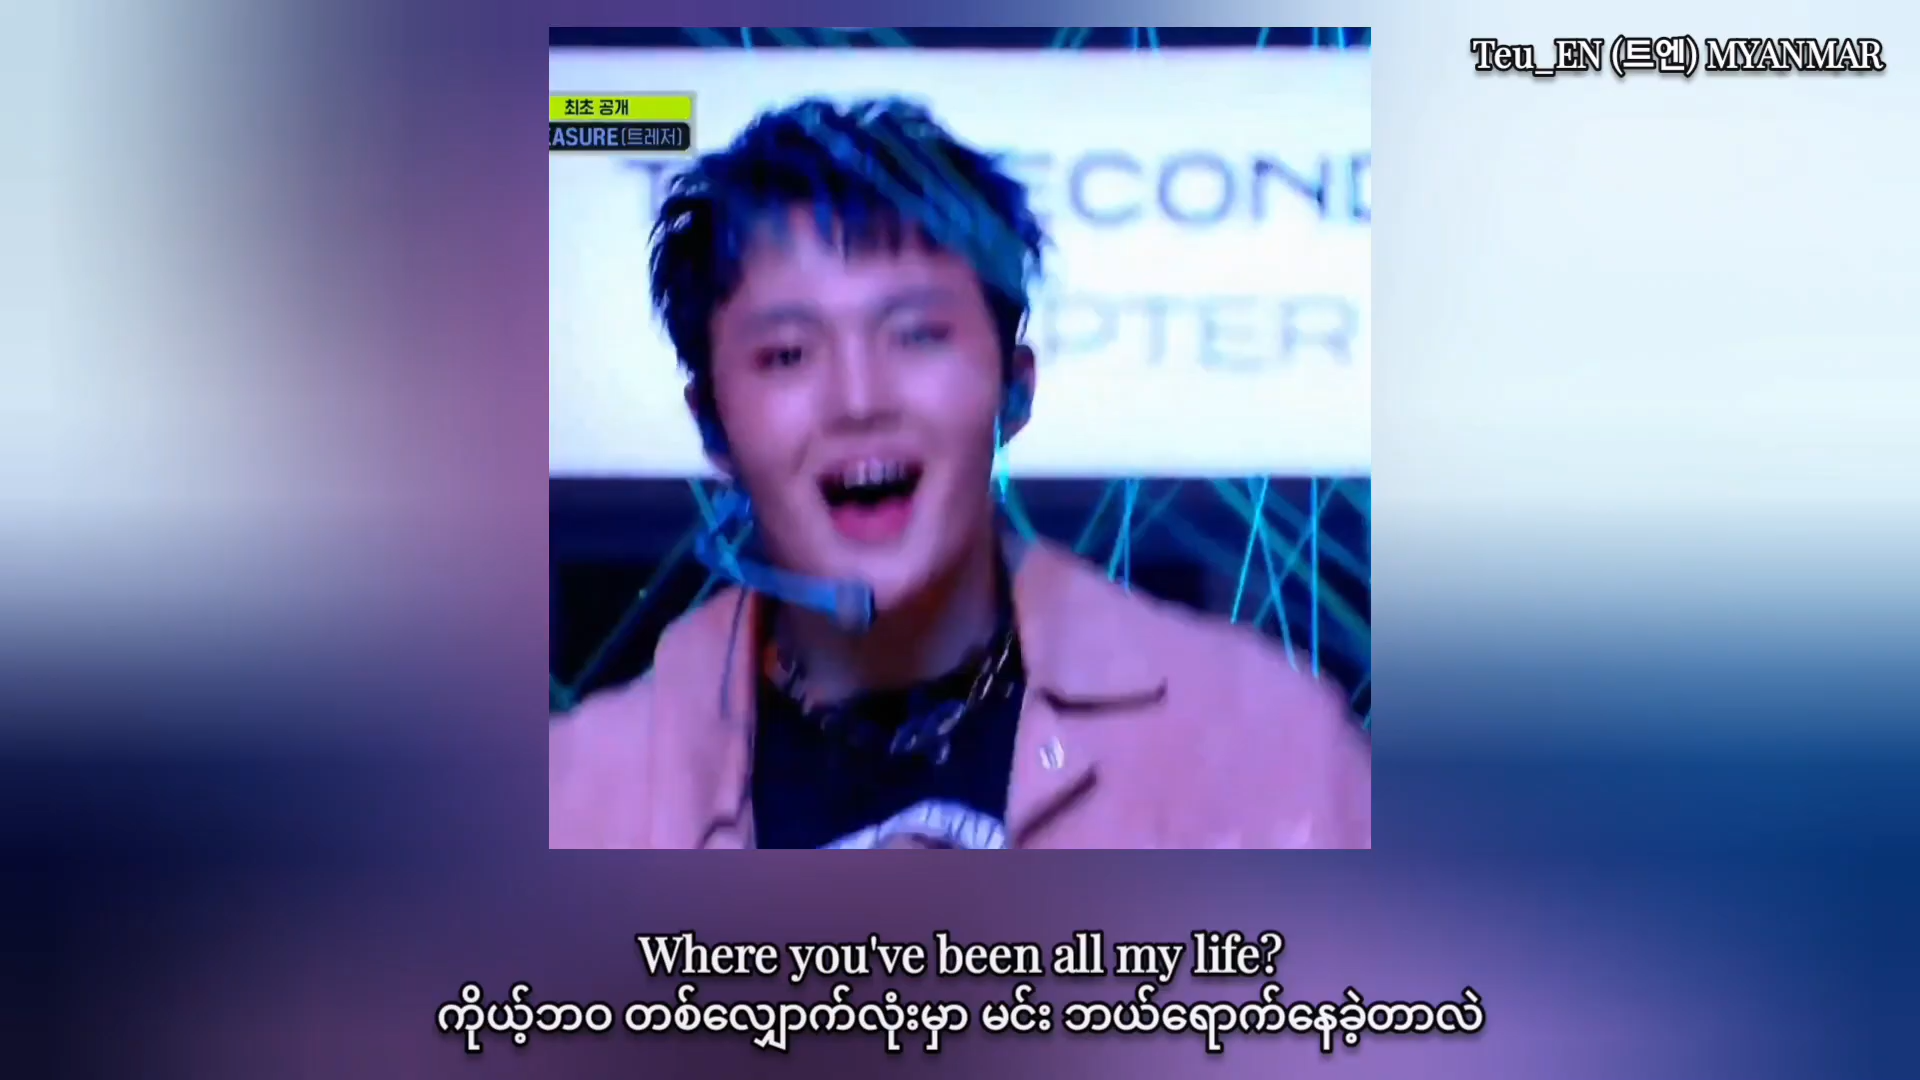 Teu_EN (트엔) MYANMAR
최초 공개
EASURE(트레저)
ECOND
PTER
Where you've been all my life?
ကိုယ့်ဘဝ တစ်လျှောက်လုံးမှာ မင်း ဘယ်ရောက်နေခဲ့တာလဲ